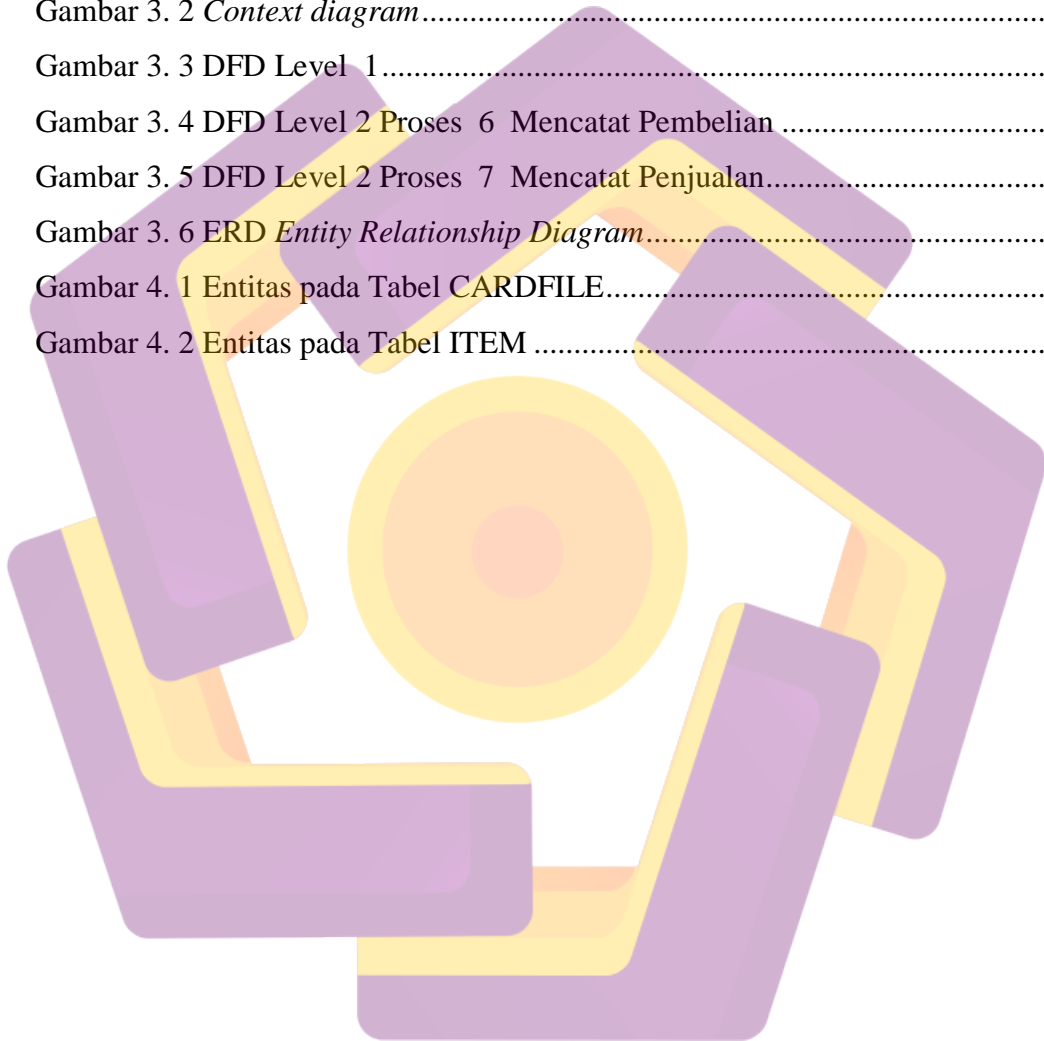 Gambar 3. 2 Context diagram........................................................................
Gambar 3. 3 DFD Level  1.............................................................................
Gambar 3. 4 DFD Level 2 Proses  6  Mencatat Pembelian ............................
Gambar 3. 5 DFD Level 2 Proses  7  Mencatat Penjualan..............................
Gambar 3. 6 ERD Entity Relationship Diagram............................................
Gambar 4. 1 Entitas pada Tabel CARDFILE.................................................
Gambar 4. 2 Entitas pada Tabel ITEM ..........................................................